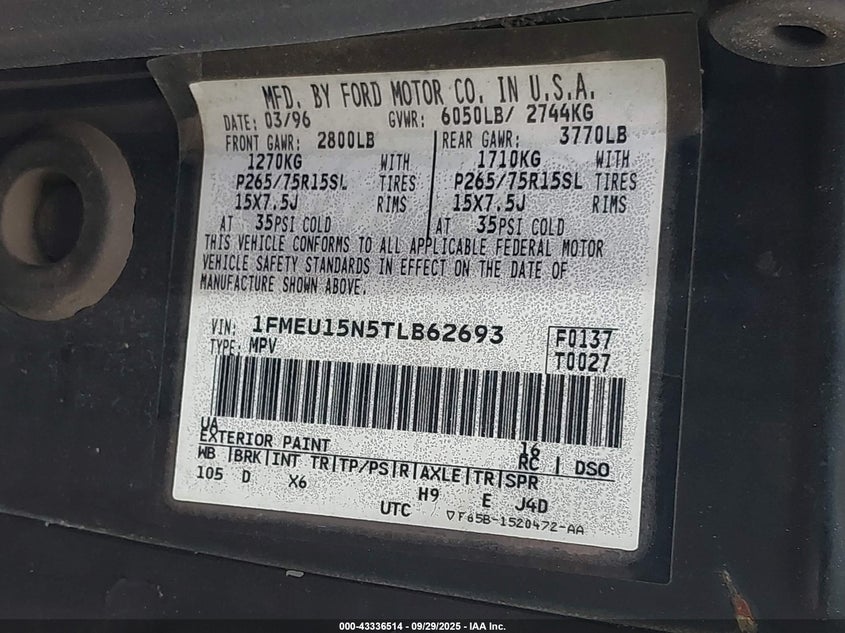 MFD. BY FORD MOTOR CO. IN U.S.A.
DATE: 03/96 GVWR: 6050LB/ 2744KG
FRONT GAWR: 2800LB REAR GAWR: 3770LB
1270KG WITH 1710KG WITH
P265/75R15SL TIRES P265/75R15SL TIRES
15X7.5J RIMS 15X7.5J RIMS
AT 35PSI COLD AT 35PSI COLD
THIS VEHICLE CONFORMS TO ALL APPLICABLE FEDERAL MOTOR
VEHICLE SAFETY STANDARDS IN EFFECT ON THE DATE OF
MANUFACTURE SHOWN ABOVE.
VIN: 1FMEU15N5TLB62693 F0137
TYPE: MPV T0027
UA
EXTERIOR PAINT 16 RC DSO
WB BRK INT TR TP/PS R AXLE TR SPR
105 D X6 H9 E J4D
UTC ▽F65B-1520472-AA
000-43336514 - 09/29/2025 - IAA Inc.